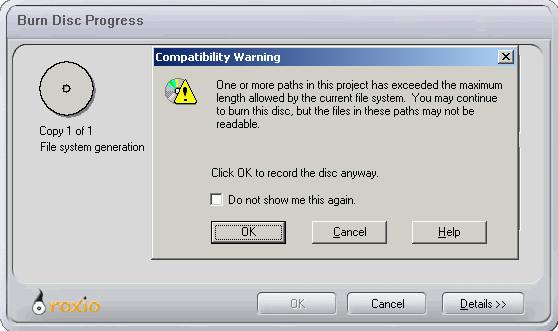 Burn Disc Progress
Compatibility Warning
One or more paths in this project has exceeded the maximum
length allowed by the current file system. You may continue
to burn this disc, but the files in these paths may not be
readable.
Copy 1 of 1
File system generation
Click OK to record the disc anyway.
Do not show me this again.
OK
Cancel
Help
roxio
OK
Cancel
Details >>